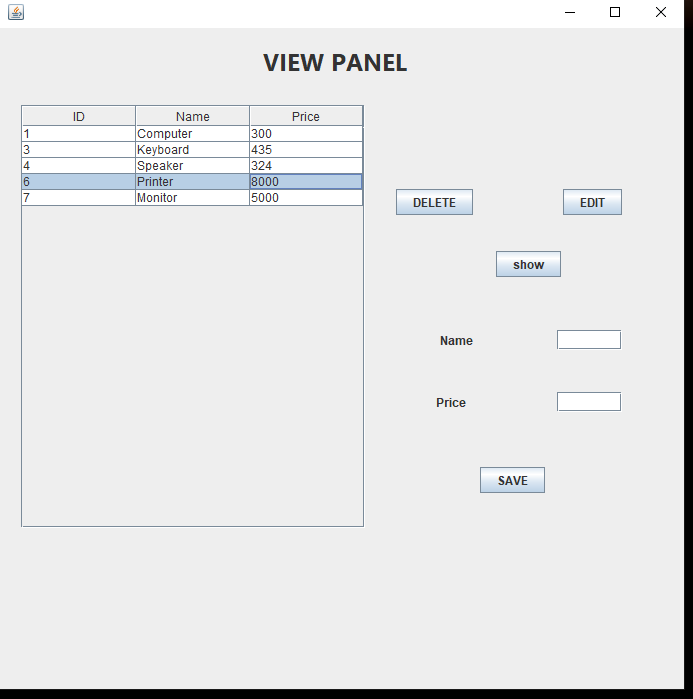 VIEW PANEL
ID Name Price
1 Computer 300
3 Keyboard 435
4 Speaker 324
6 Printer 8000
7 Monitor 5000
DELETE EDIT
show
Name
Price
SAVE